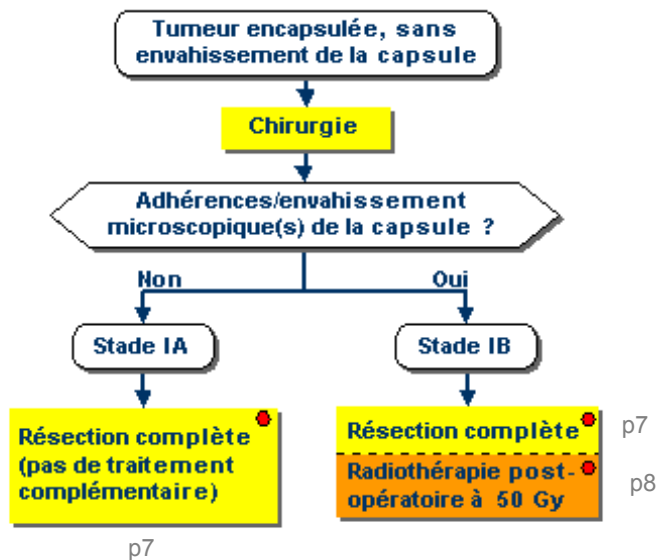 Tumeur encapsulée, sans
envahissement de la capsule
Chirurgie
Adhérences/envahissement
microscopique(s) de la capsule ?
Non
Oui
Stade IA
Stade IB
Résection complète
(pas de traitement
complémentaire)
p7
Résection complète
p7
Radiothérapie post-
opératoire à 50 Gy
p8